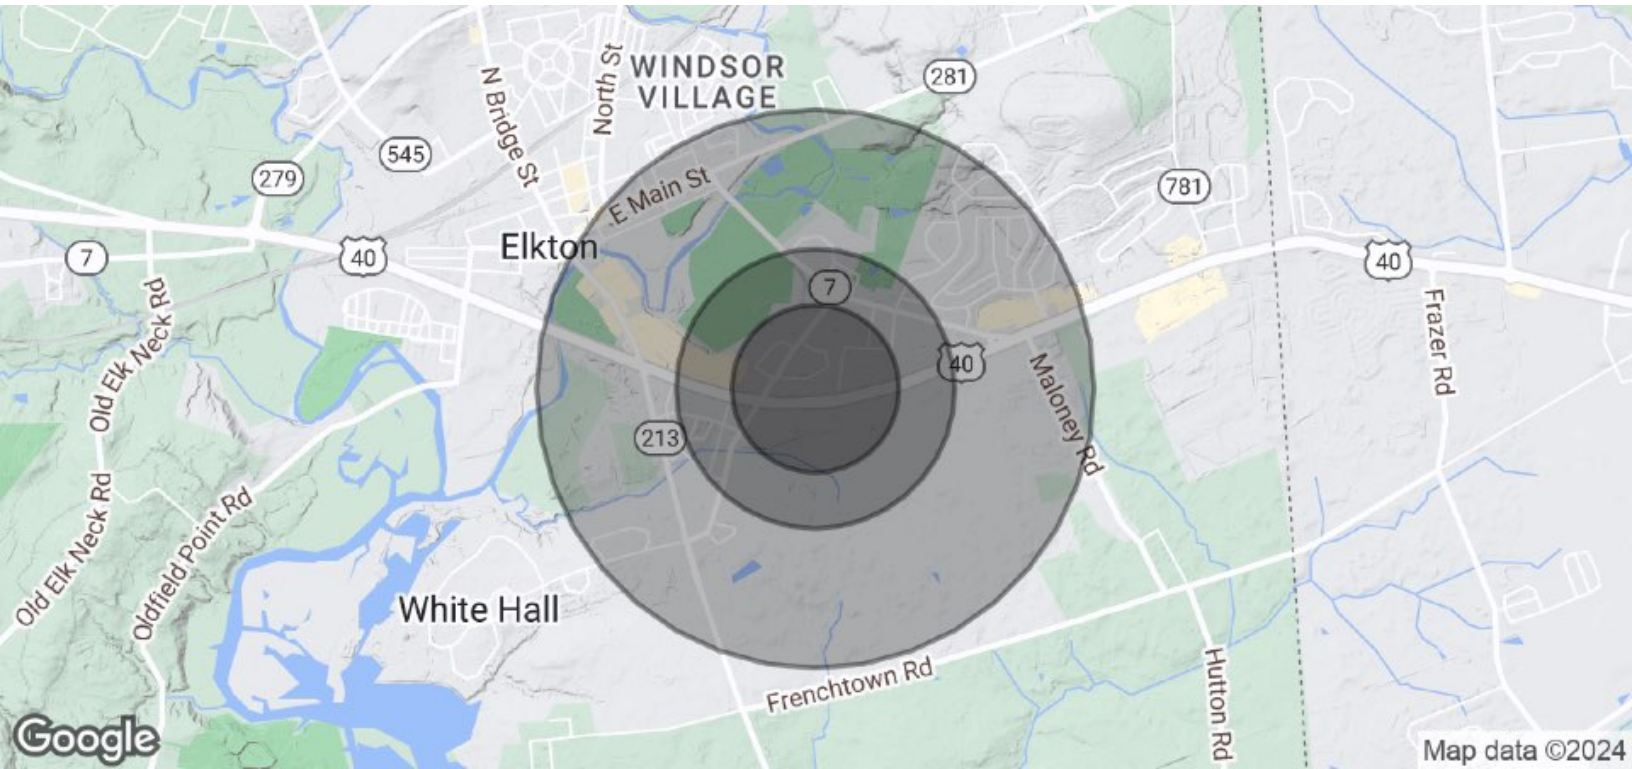 WINDSOR
VILLAGE
281
North St
N Bridge St
545
279
781
E Main St
Elkton
7
40
40
7
Old Elk Neck Rd
Frazer Rd
40
Maloney Rd
213
Old Elk Neck Rd
Oldfield Point Rd
White Hall
Frenchtown Rd
Hutton Rd
Google
Map data ©2024